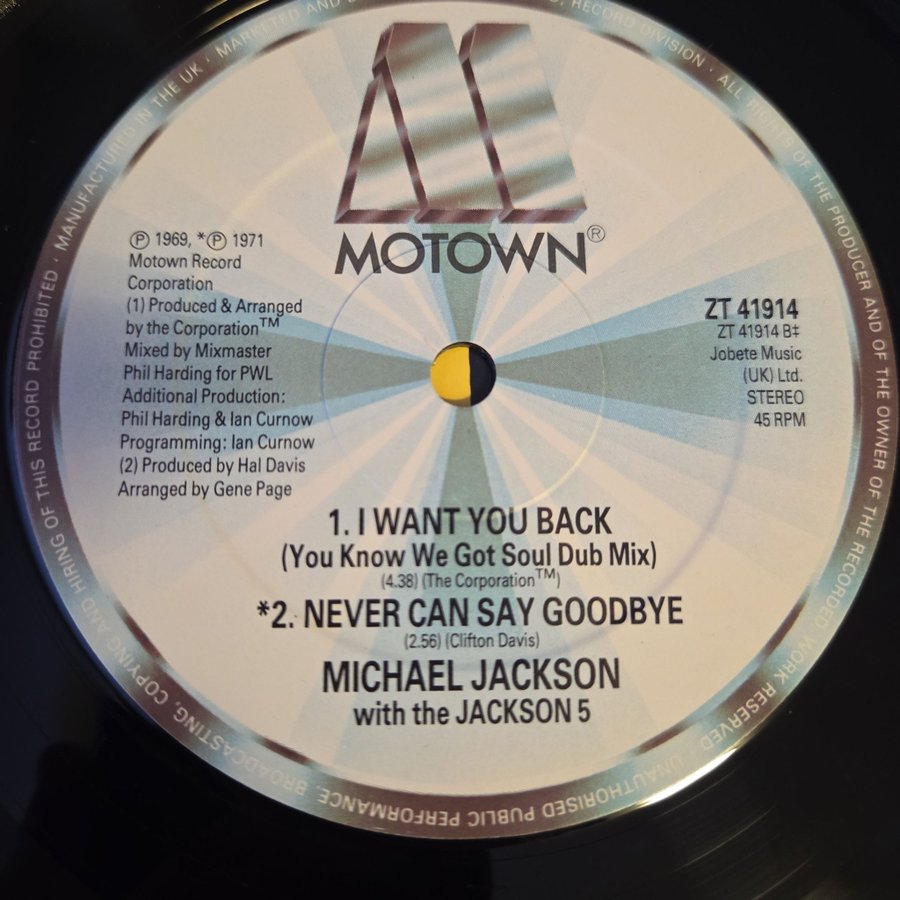 MOTOWN®
Ⓟ 1969, *Ⓟ 1971
Motown Record
Corporation
(1) Produced & Arranged
by the Corporation™
Mixed by Mixmaster
Phil Harding for PWL
Additional Production:
Phil Harding & Ian Curnow
Programming: Ian Curnow
(2) Produced by Hal Davis
Arranged by Gene Page
ZT 41914
ZT 41914 B‡
Jobete Music
(UK) Ltd.
STEREO
45 RPM
1. I WANT YOU BACK
(You Know We Got Soul Dub Mix)
(4.38) (The Corporation™)
*2. NEVER CAN SAY GOODBYE
(2.56) (Clifton Davis)
MICHAEL JACKSON
with the JACKSON 5
MANUFACTURED IN THE UK · MARKETED AND RECORD DIVISION · ALL RIGHTS OF THE PRODUCER AND OF THE OWNER OF THE RECORDED WORK RESERVED · UNAUTHORISED PUBLIC PERFORMANCE, BROADCASTING, COPYING AND HIRING OF THIS RECORD PROHIBITED ·